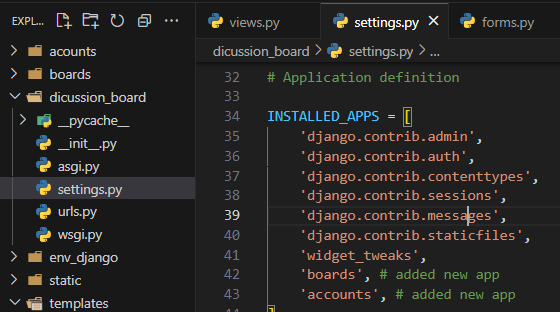 EXPL...
views.py
settings.py
forms.py
acounts
boards
dicussion_board
__pycache__
__init__.py
asgi.py
settings.py
urls.py
wsgi.py
env_django
static
templates
dicussion_board > settings.py > ...
32 # Application definition
33
34 INSTALLED_APPS = [
35 'django.contrib.admin',
36 'django.contrib.auth',
37 'django.contrib.contenttypes',
38 'django.contrib.sessions',
39 'django.contrib.messages',
40 'django.contrib.staticfiles',
41 'widget_tweaks',
42 'boards', # added new app
43 'accounts', # added new app
44 ]